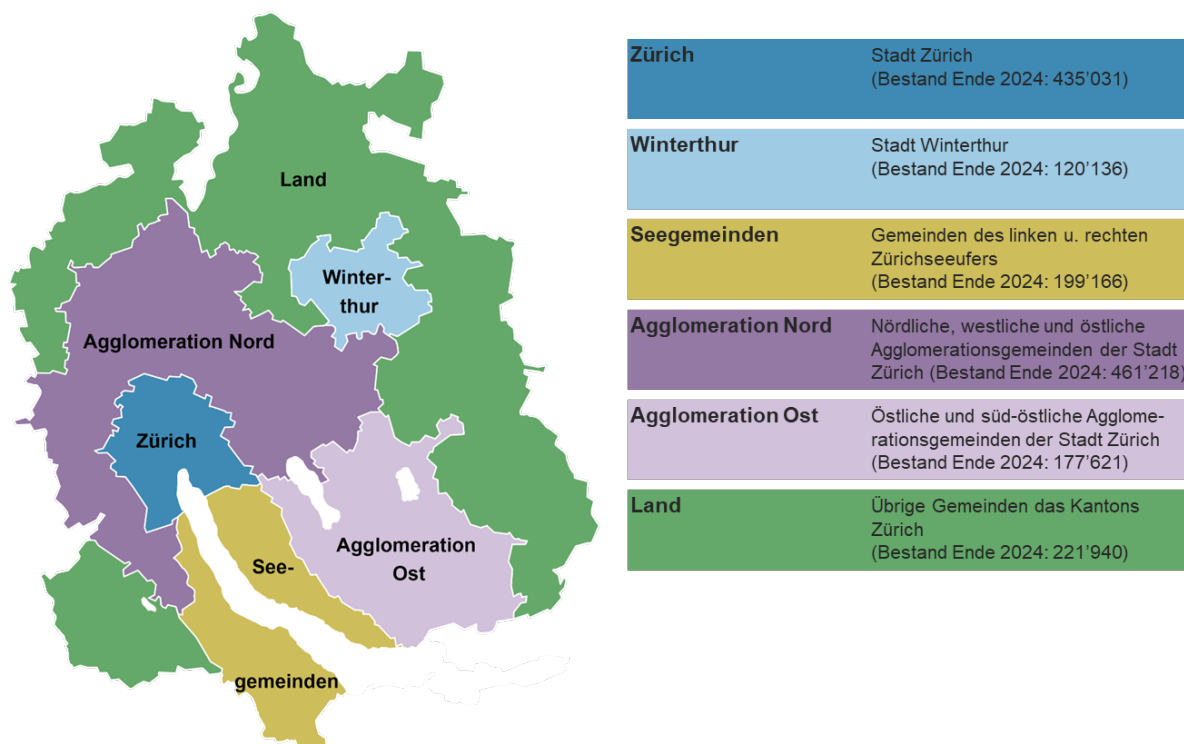 Land
Winter-
thur
Agglomeration Nord
Zürich
Agglomeration
Ost
See-
gemeinden
Zürich
Stadt Zürich
(Bestand Ende 2024: 435’031)
Winterthur
Stadt Winterthur
(Bestand Ende 2024: 120’136)
Seegemeinden
Gemeinden des linken u. rechten
Zürichseeufers
(Bestand Ende 2024: 199’166)
Agglomeration Nord
Nördliche, westliche und östliche
Agglomerationsgemeinden der Stadt
Zürich (Bestand Ende 2024: 461’218)
Agglomeration Ost
Östliche und süd-östliche Agglome-
rationsgemeinden der Stadt Zürich
(Bestand Ende 2024: 177’621)
Land
Übrige Gemeinden das Kantons
Zürich
(Bestand Ende 2024: 221’940)